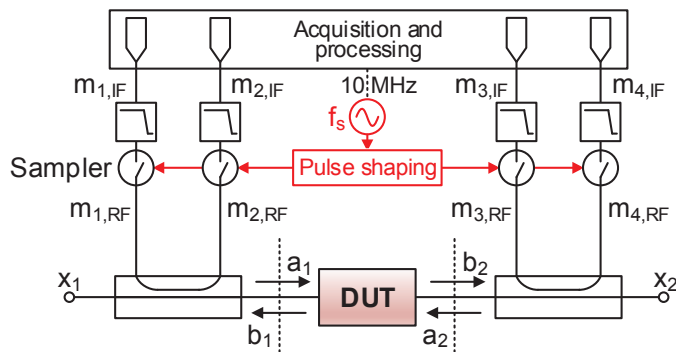 Acquisition and
processing
m1,IF
m2,IF
10 MHz
m3,IF
m4,IF
fs
Sampler
Pulse shaping
m1,RF
m2,RF
m3,RF
m4,RF
x1
a1
DUT
b2
x2
b1
a2